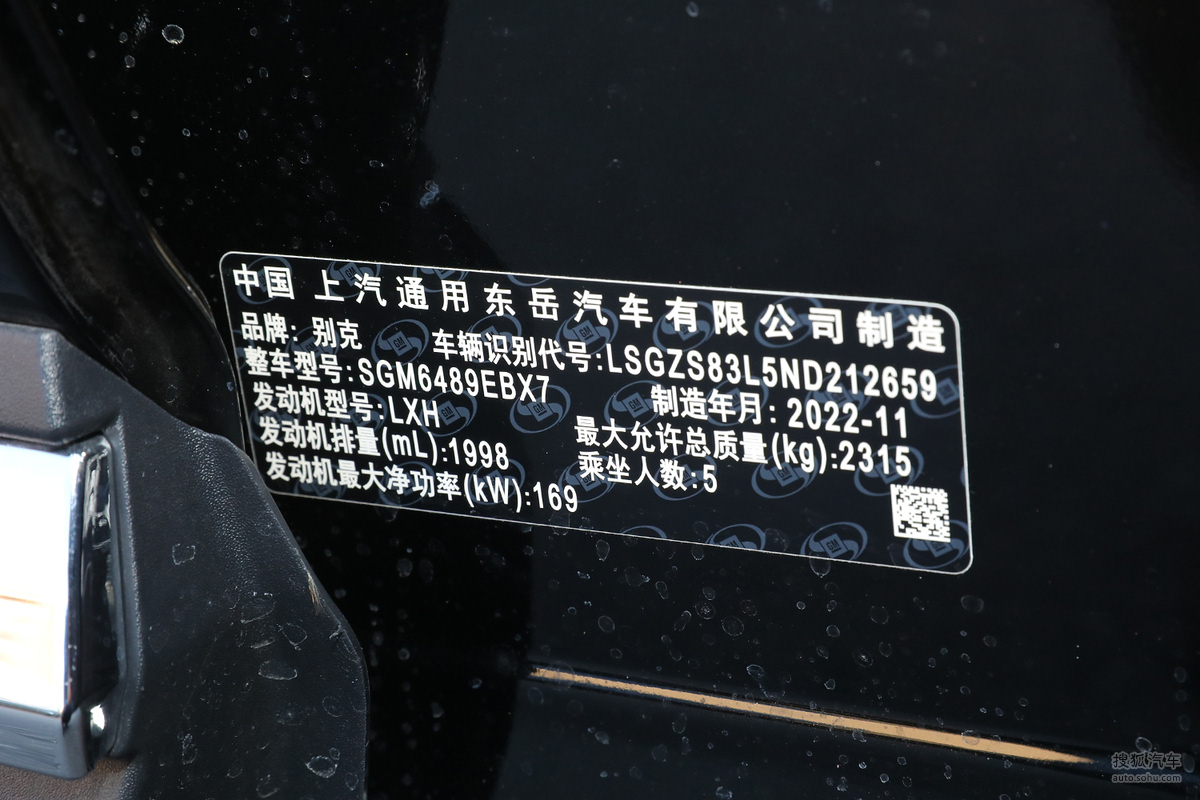 中国 上汽通用东岳汽车有限公司制造
品牌: 别克 车辆识别代号:LSGZS83L5ND212659
整车型号:SGM6489EBX7 制造年月: 2022-11
发动机型号:LXH 最大允许总质量(kg):2315
发动机排量(mL):1998 乘坐人数:5
发动机最大净功率(kW):169
搜狐汽车
auto.sohu.com